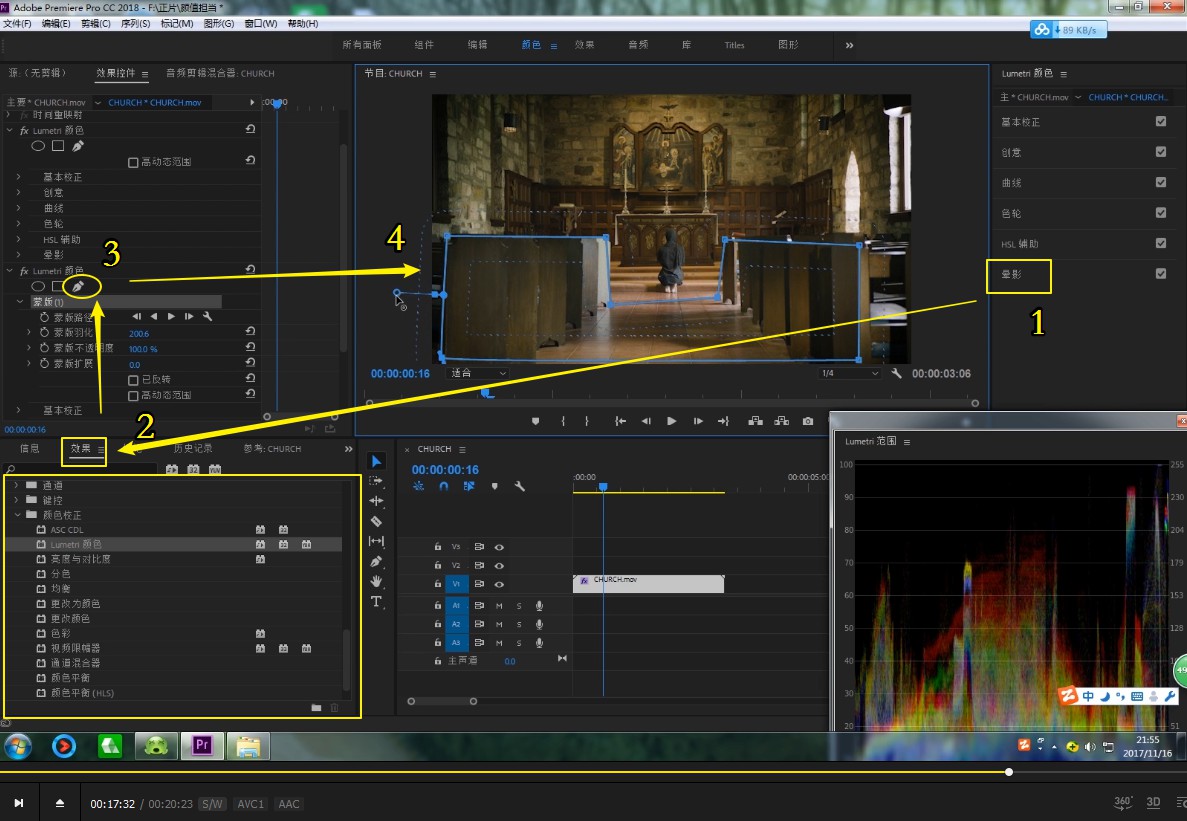 Adobe Premiere Pro CC 2018 - F:\正片\颜值担当 *
文件(F) 编辑(E) 剪辑(C) 序列(S) 标记(M) 图形(G) 窗口(W) 帮助(H)
89 KB/s
所有面板 组件 编辑 颜色 效果 音频 库 Titles 图形
源:（无剪辑） 效果控件 音频剪辑混合器: CHURCH
主要 * CHURCH.mov CHURCH * CHURCH.mov
:00:00
时间重映射
fx Lumetri 颜色
高动态范围
基本校正
创意
曲线
色轮
HSL 辅助
晕影
fx Lumetri 颜色
蒙版(1)
蒙版路径
蒙版羽化 200.6
蒙版不透明度 100.0 %
蒙版扩展 0.0
已反转
高动态范围
基本校正
00:00:00:16
3
4
2
1
节目: CHURCH
00:00:00:16 适合 1/4 00:00:03:06
Lumetri 颜色
主 * CHURCH.mov CHURCH * CHURCH...
基本校正
创意
曲线
色轮
HSL 辅助
晕影
信息 效果 历史记录 参考: CHURCH
通道
键控
颜色校正
ASC CDL
Lumetri 颜色
亮度与对比度
分色
均衡
更改为颜色
更改颜色
色彩
视频限幅器
通道混合器
颜色平衡
颜色平衡 (HLS)
× CHURCH
00:00:00:16
:00:00 00:00:05:00
V3
V2
V1 fx CHURCH.mov
A1 M S
A2 M S
A3 M S
主声道 0.0
Lumetri 范围
100 255
90 230
80 204
70 179
60 153
50 128
40
30
20 51
49
中
21:55
2017/11/16
00:17:32 / 00:20:23 S/W AVC1 AAC
360° 3D